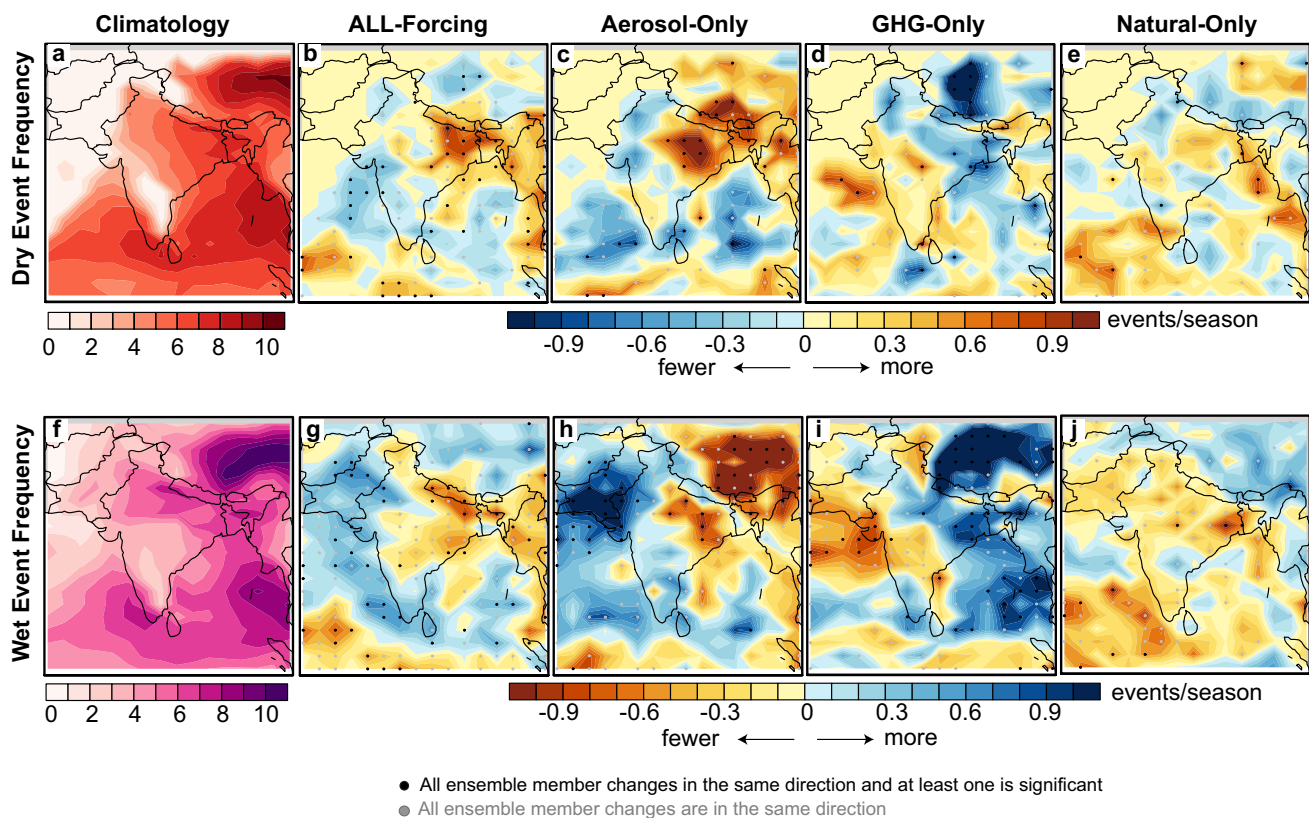 Climatology ALL-Forcing Aerosol-Only GHG-Only Natural-Only
Dry Event Frequency
a b c d e
0 2 4 6 8 10
-0.9 -0.6 -0.3 0 0.3 0.6 0.9 events/season
fewer more
Wet Event Frequency
f g h i j
0 2 4 6 8 10
-0.9 -0.6 -0.3 0 0.3 0.6 0.9 events/season
fewer more
All ensemble member changes in the same direction and at least one is significant
All ensemble member changes are in the same direction